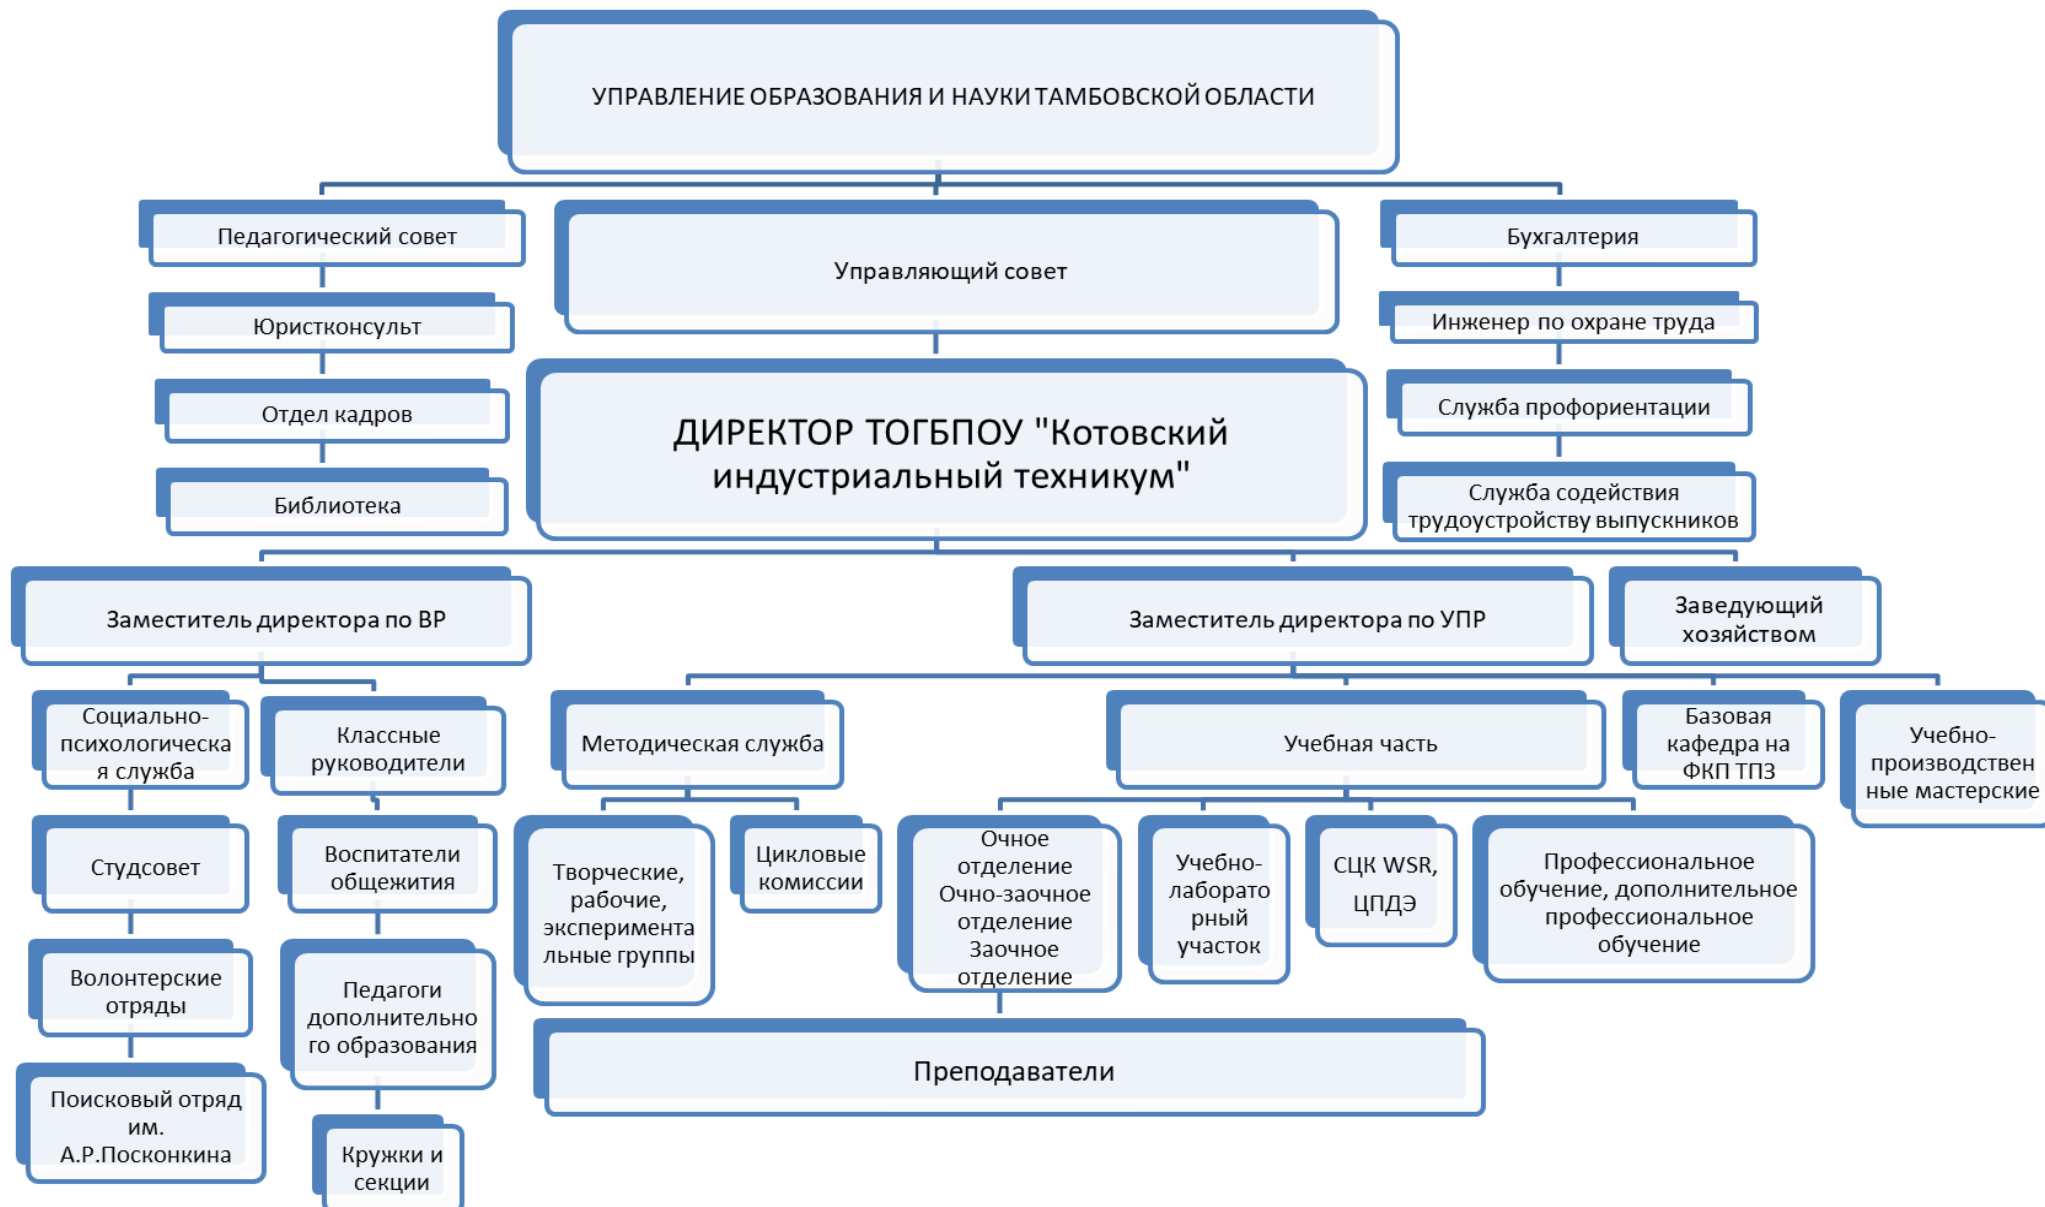 УПРАВЛЕНИЕ ОБРАЗОВАНИЯ И НАУКИ ТАМБОВСКОЙ ОБЛАСТИ
Педагогический совет
Управляющий совет
Бухгалтерия
Юристконсульт
Инженер по охране труда
Отдел кадров
Служба профориентации
Библиотека
Служба содействия
трудоустройству выпускников
ДИРЕКТОР ТОГБПОУ "Котовский
индустриальный техникум"
Заместитель директора по ВР
Заместитель директора по УПР
Заведующий
хозяйством
Социально-
психологическа
я служба
Классные
руководители
Методическая служба
Учебная часть
Базовая
кафедра на
ФКП ТПЗ
Учебно-
производствен
ные мастерские
Студсовет
Воспитатели
общежития
Творческие,
рабочие,
эксперимента
льные группы
Цикловые
комиссии
Очное
отделение
Очно-заочное
отделение
Заочное
отделение
Учебно-
лаборато
рный
участок
СЦК WSR,
ЦПДЭ
Профессиональное
обучение, дополнительное
профессиональное
обучение
Волонтерские
отряды
Педагоги
дополнительно
го образования
Преподаватели
Поисковый отряд
им.
А.Р.Посконкина
Кружки и
секции